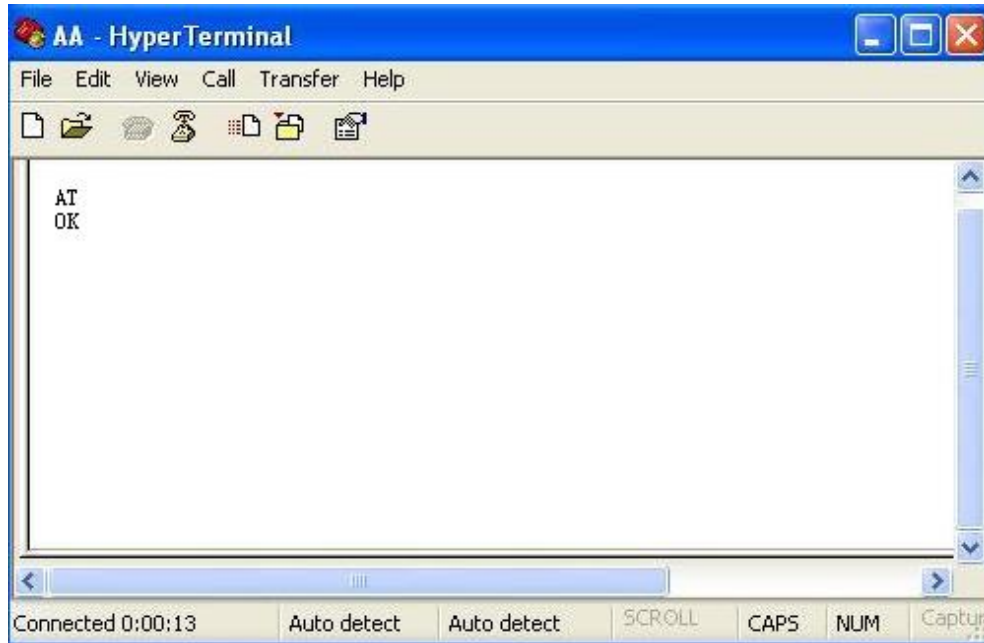 AA - HyperTerminal
File Edit View Call Transfer Help
AT
OK
Connected 0:00:13 Auto detect Auto detect SCROLL CAPS NUM Captur